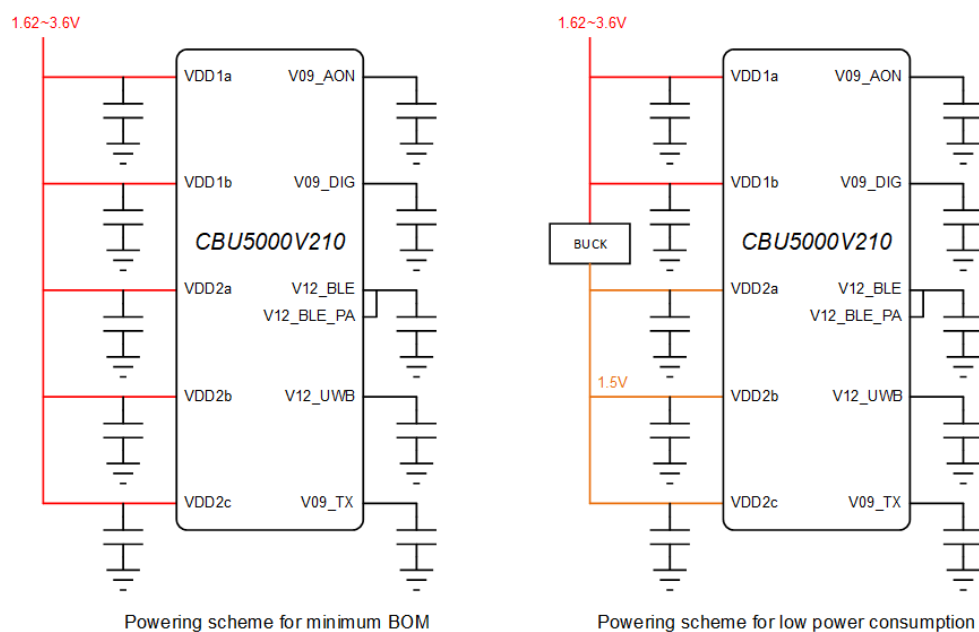 1.62~3.6V
VDD1a V09_AON
VDD1b V09_DIG
CBU5000V210
VDD2a V12_BLE
V12_BLE_PA
VDD2b V12_UWB
VDD2c V09_TX
Powering scheme for minimum BOM
1.62~3.6V
VDD1a V09_AON
VDD1b V09_DIG
BUCK
CBU5000V210
VDD2a V12_BLE
V12_BLE_PA
1.5V
VDD2b V12_UWB
VDD2c V09_TX
Powering scheme for low power consumption